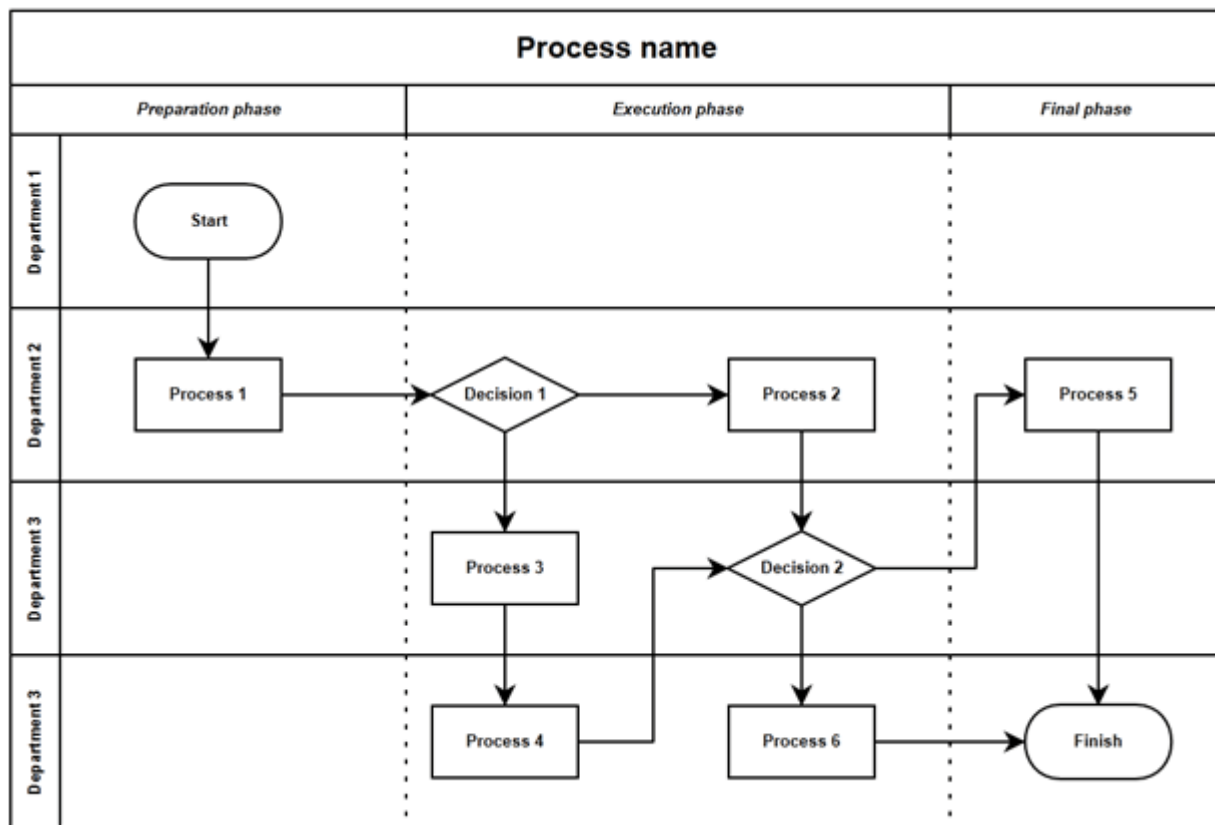 Process name
Preparation phase
Execution phase
Final phase
Department 1
Start
Department 2
Process 1
Decision 1
Process 2
Process 5
Department 3
Process 3
Decision 2
Department 3
Process 4
Process 6
Finish